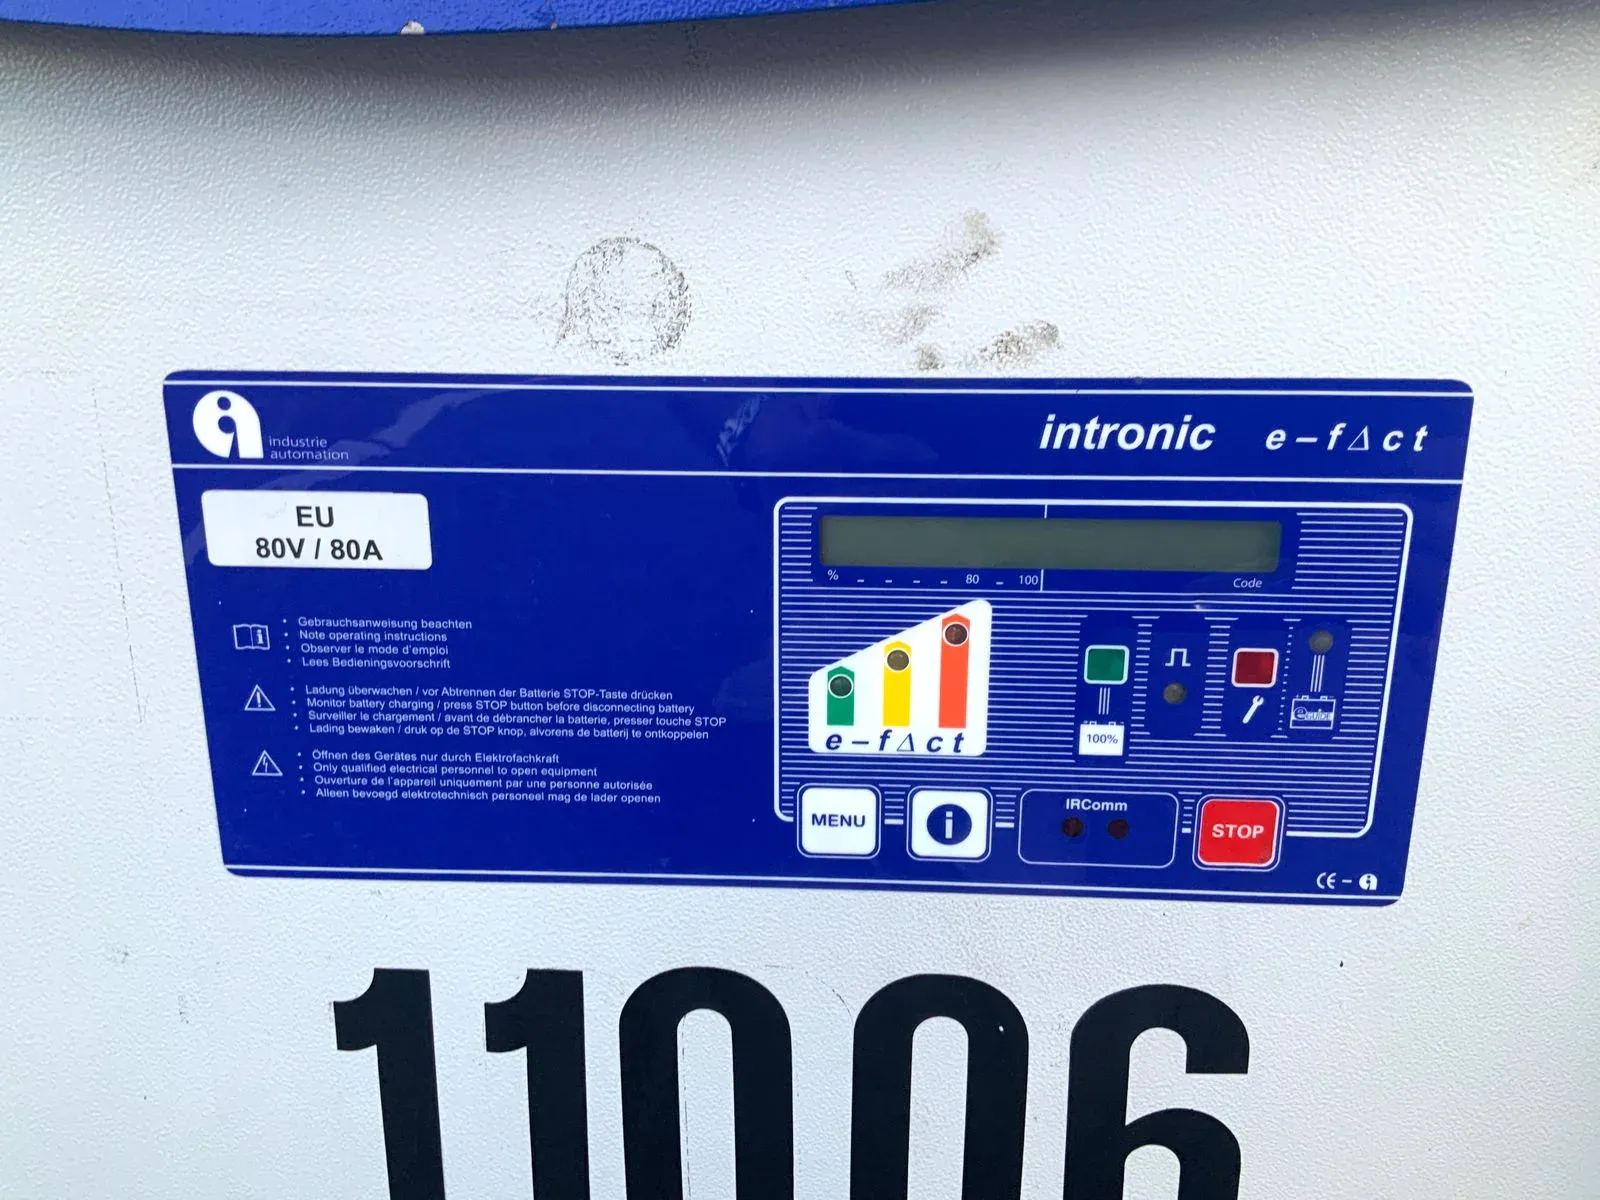 industrie
automation
intronic e-f∆ct
EU
80V / 80A
• Gebrauchsanweisung beachten
• Note operating instructions
• Observer le mode d'emploi
• Lees Bedieningsvoorschrift
• Ladung überwachen / vor Abtrennen der Batterie STOP-Taste drücken
• Monitor battery charging / press STOP button before disconnecting battery
• Surveiller le chargement / avant de débrancher la batterie, presser touche STOP
• Lading bewaken / druk op de STOP knop, alvorens de batterij te ontkoppelen
• Öffnen des Gerätes nur durch Elektrofachkraft
• Only qualified electrical personnel to open equipment
• Ouverture de l'appareil uniquement par une personne autorisée
• Alleen bevoegd elektrotechnisch personeel mag de lader openen
% - - - - 80 - 100 Code
e-f∆ct
100%
eGUIDE
MENU
i
IRComm
STOP
CE - a
11006